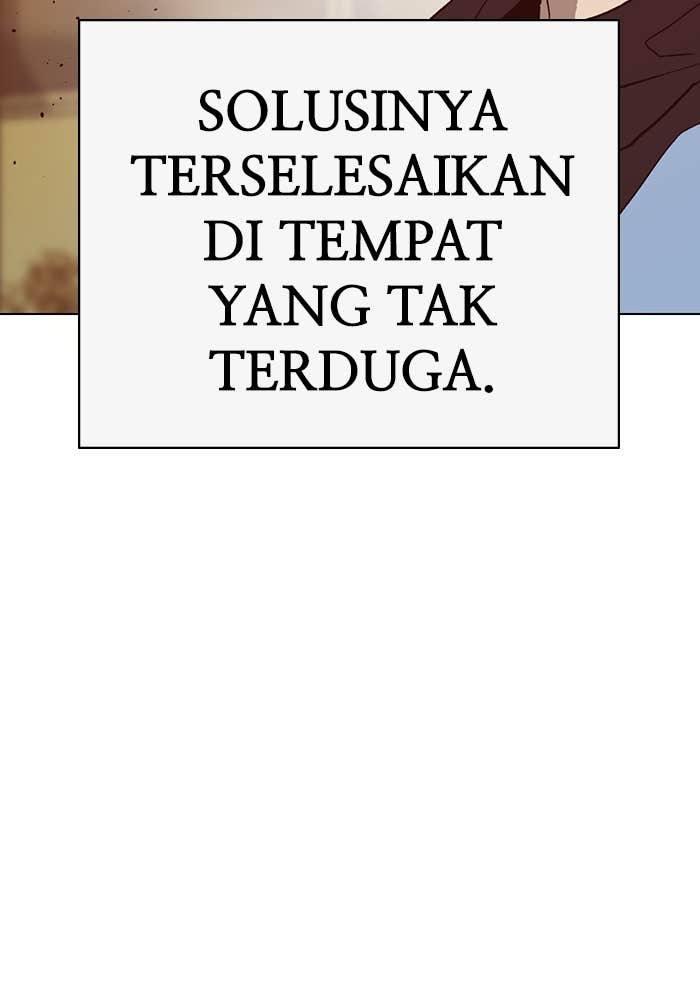 SOLUSINYA
TERSELESAIKAN
DI TEMPAT
YANG TAK
TERDUGA.